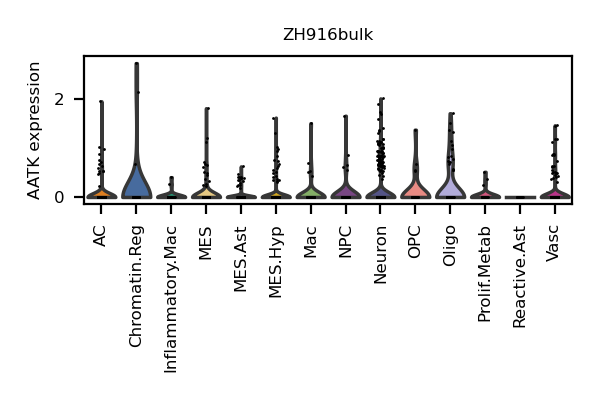 ZH916bulk
AATK expression
2
0
AC
Chromatin.Reg
Inflammatory.Mac
MES
MES.Ast
MES.Hyp
Mac
NPC
Neuron
OPC
Oligo
Prolif.Metab
Reactive.Ast
Vasc